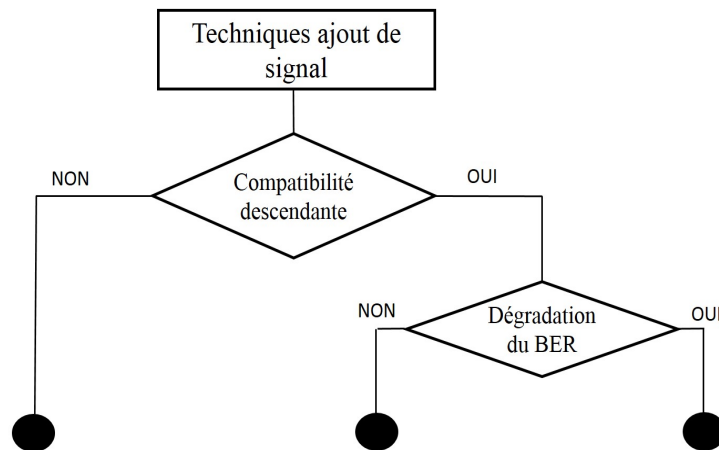 Techniques ajout de
signal
NON
Compatibilité
descendante
OUI
NON
Dégradation
du BER
OUI